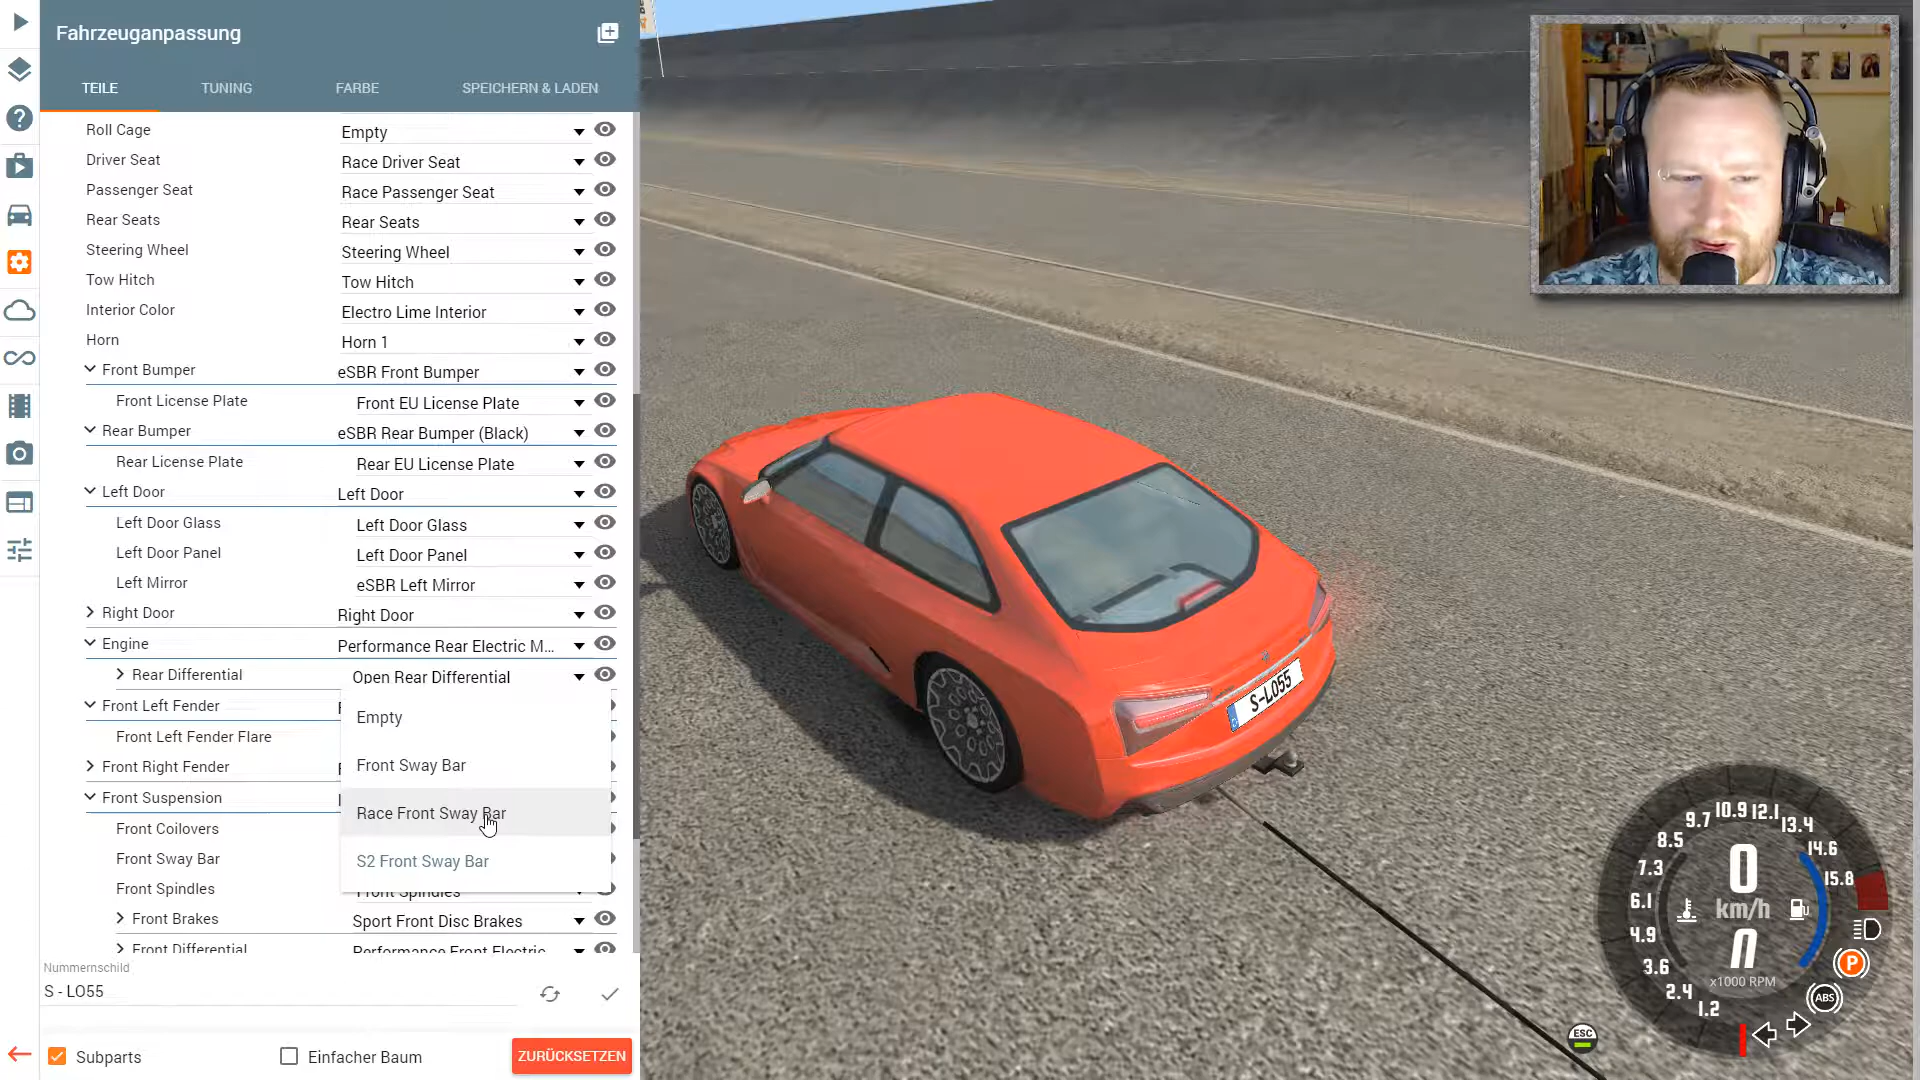 Fahrzeuganpassung
TEILE TUNING FARBE SPEICHERN & LADEN
Roll Cage Empty
Driver Seat Race Driver Seat
Passenger Seat Race Passenger Seat
Rear Seats Rear Seats
Steering Wheel Steering Wheel
Tow Hitch Tow Hitch
Interior Color Electro Lime Interior
Horn Horn 1
Front Bumper eSBR Front Bumper
Front License Plate Front EU License Plate
Rear Bumper eSBR Rear Bumper (Black)
Rear License Plate Rear EU License Plate
Left Door Left Door
Left Door Glass Left Door Glass
Left Door Panel Left Door Panel
Left Mirror eSBR Left Mirror
Right Door Right Door
Engine Performance Rear Electric M...
Rear Differential Open Rear Differential
Front Left Fender
Empty
Front Left Fender Flare
Front Right Fender
Front Sway Bar
Front Suspension
Race Front Sway Bar
Front Coilovers
Front Sway Bar
S2 Front Sway Bar
Front Spindles Front Spindles
Front Brakes Sport Front Disc Brakes
Front Differential Performance Front Electric
Nummernschild
S - LO55
Subparts Einfacher Baum ZURÜCKSETZEN
S-LO55
1.2
2.4
3.6
4.9
6.1
7.3
8.5
9.7
10.9
12.1
13.4
14.6
15.8
0
km/h
n
x1000 RPM
P
ABS
ESC